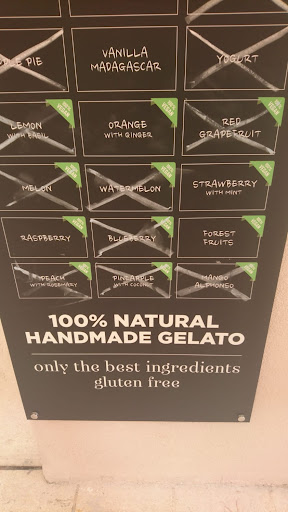 PIE
VANILLA
MADAGASCAR
YOGURT
LEMON
WITH BASIL
ORANGE
WITH GINGER
RED
GRAPEFRUIT
MELON
WATERMELON
STRAWBERRY
WITH MINT
RASPBERRY
BLUEBERRY
FOREST
FRUITS
PEACH
WITH ROSEMARY
PINEAPPLE
WITH COCONUT
MANGO
ALPHONSO
100% NATURAL
HANDMADE GELATO
only the best ingredients
gluten free